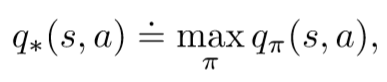 q_*(s, a) ≐ max_π q_π(s, a),